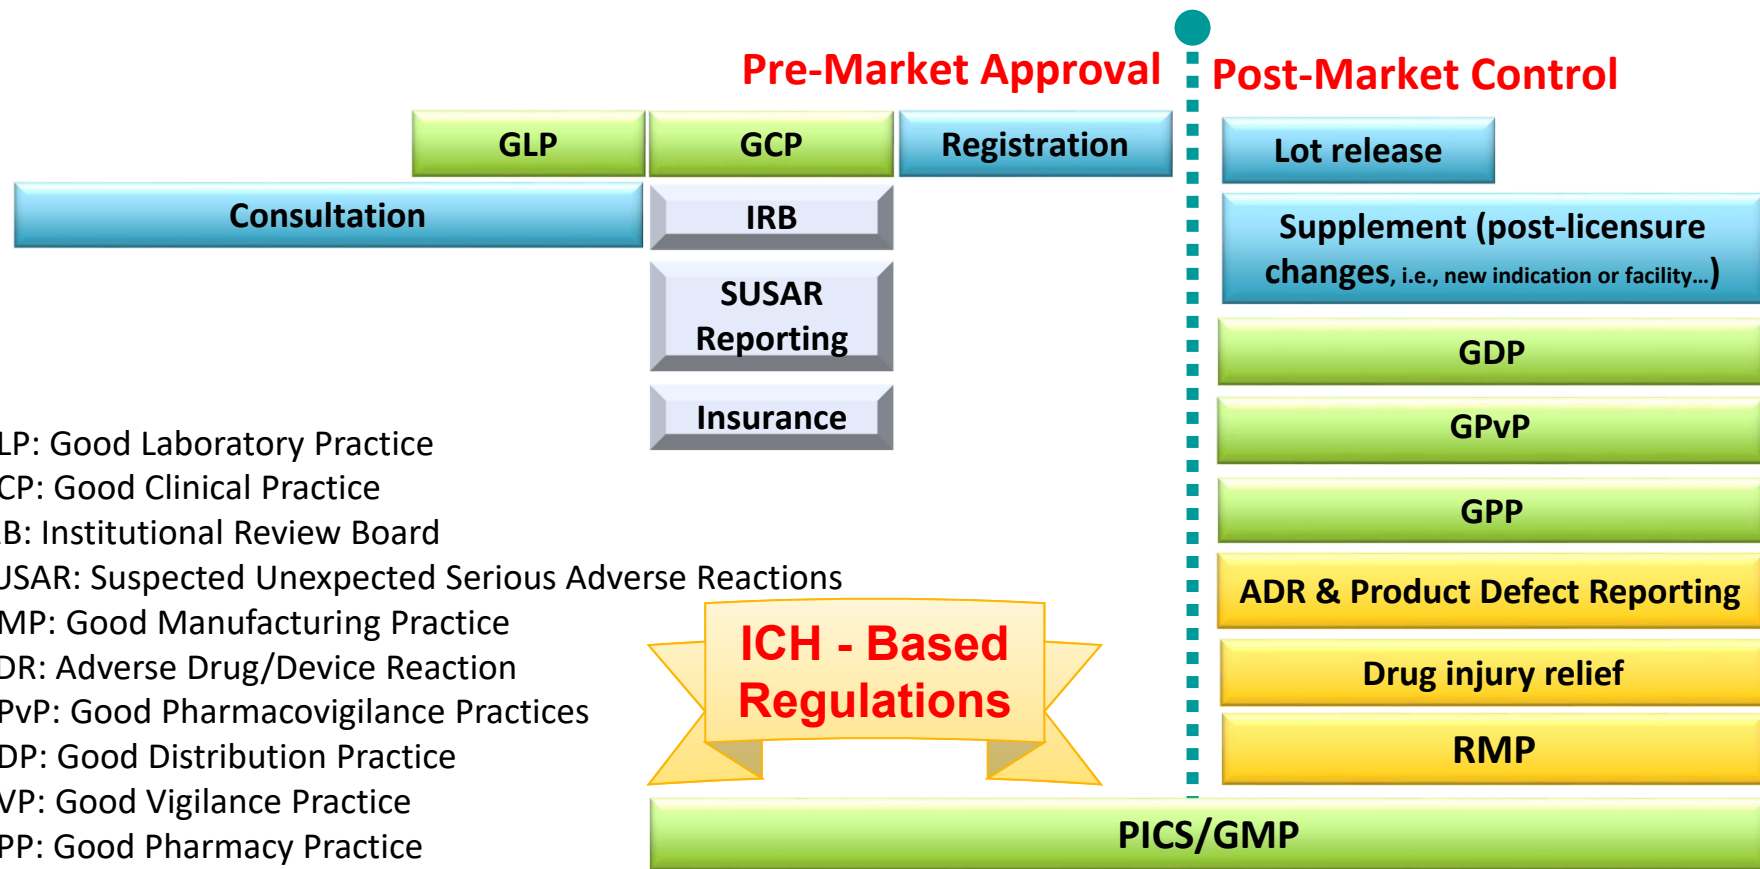 Pre-Market Approval
Post-Market Control
GLP
GCP
Registration
Consultation
IRB
SUSAR
Reporting
Insurance
Lot release
Supplement (post-licensure
changes, i.e., new indication or facility…)
GDP
GPvP
GPP
ADR & Product Defect Reporting
Drug injury relief
RMP
LP: Good Laboratory Practice
CP: Good Clinical Practice
B: Institutional Review Board
USAR: Suspected Unexpected Serious Adverse Reactions
MP: Good Manufacturing Practice
DR: Adverse Drug/Device Reaction
PvP: Good Pharmacovigilance Practices
DP: Good Distribution Practice
VP: Good Vigilance Practice
PP: Good Pharmacy Practice
ICH - Based
Regulations
PICS/GMP